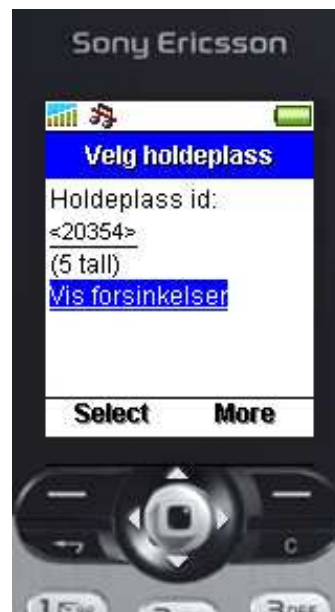 Sony Ericsson
Velg holdeplass
Holdeplass id:
<20354>
(5 tall)
Vis forsinkelser
Select More
C